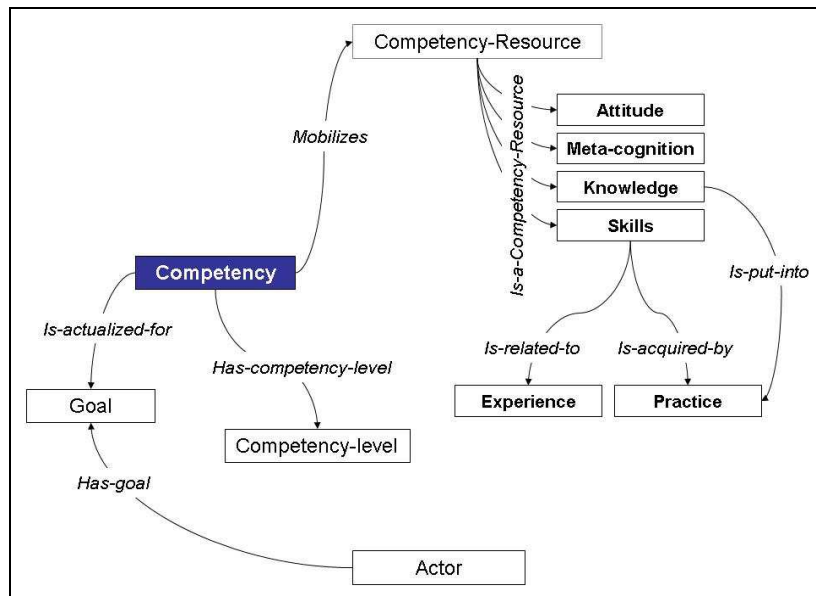 Competency-Resource
Is-a-Competency-Resource
Attitude
Mobilizes
Meta-cognition
Knowledge
Skills
Competency
Is-put-into
Is-actualized-for
Is-related-to
Is-acquired-by
Has-competency-level
Goal
Experience
Practice
Competency-level
Has-goal
Actor